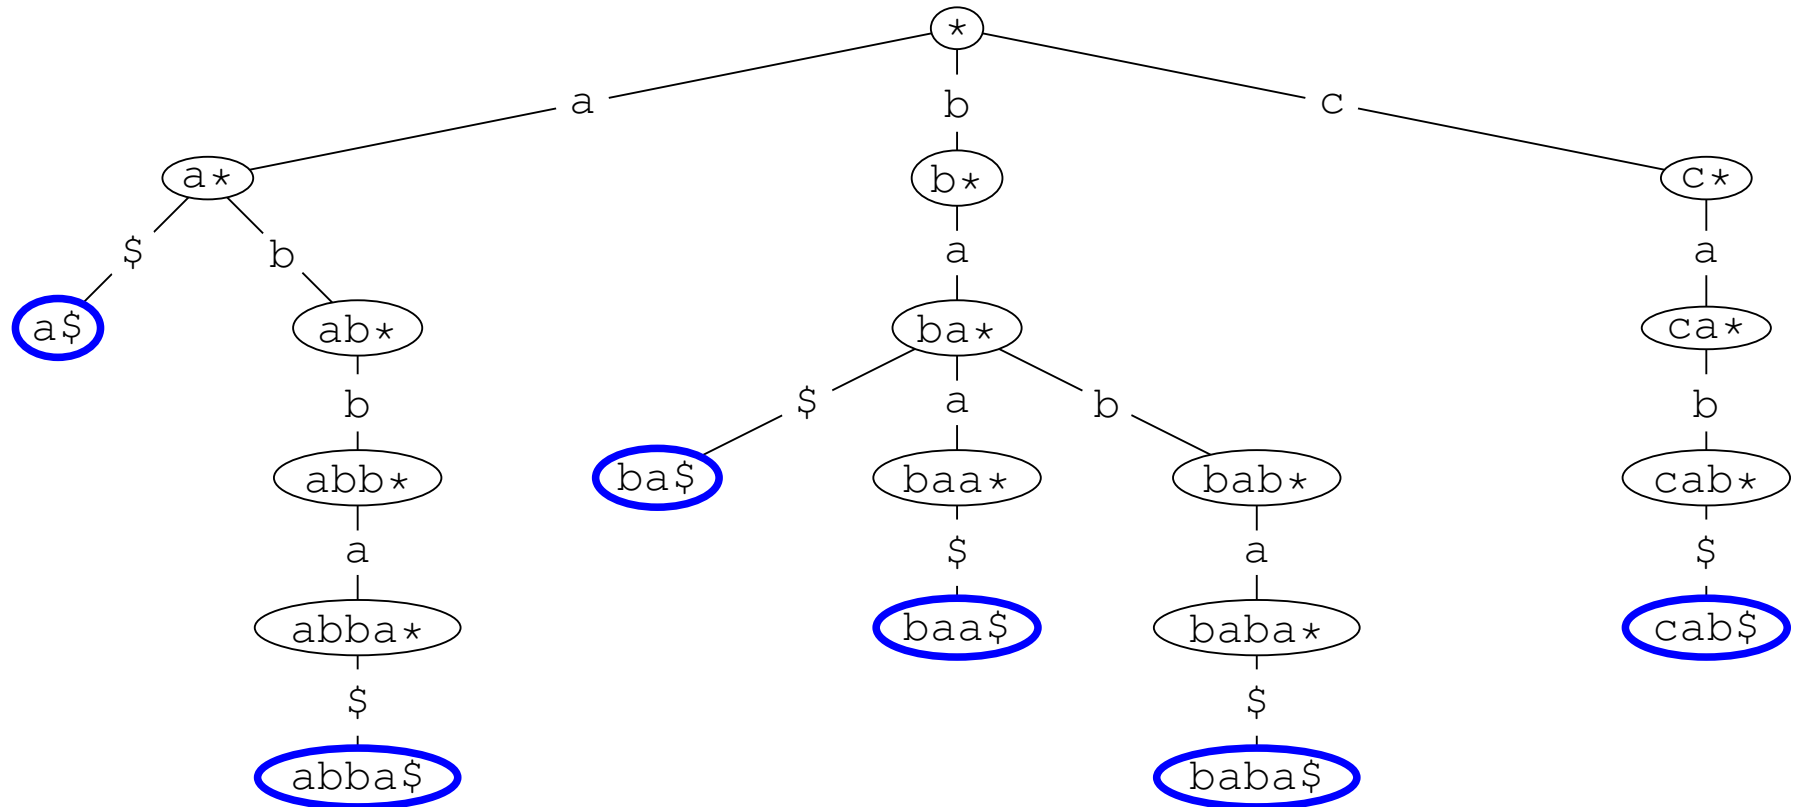 *
a b c
a* b* c*
$ b a a
a$ ab* ba* ca*
b $ a b b
abb* ba$ baa* bab* cab*
a $ a $
abba* baa$ baba* cab$
$ $
abba$ baba$